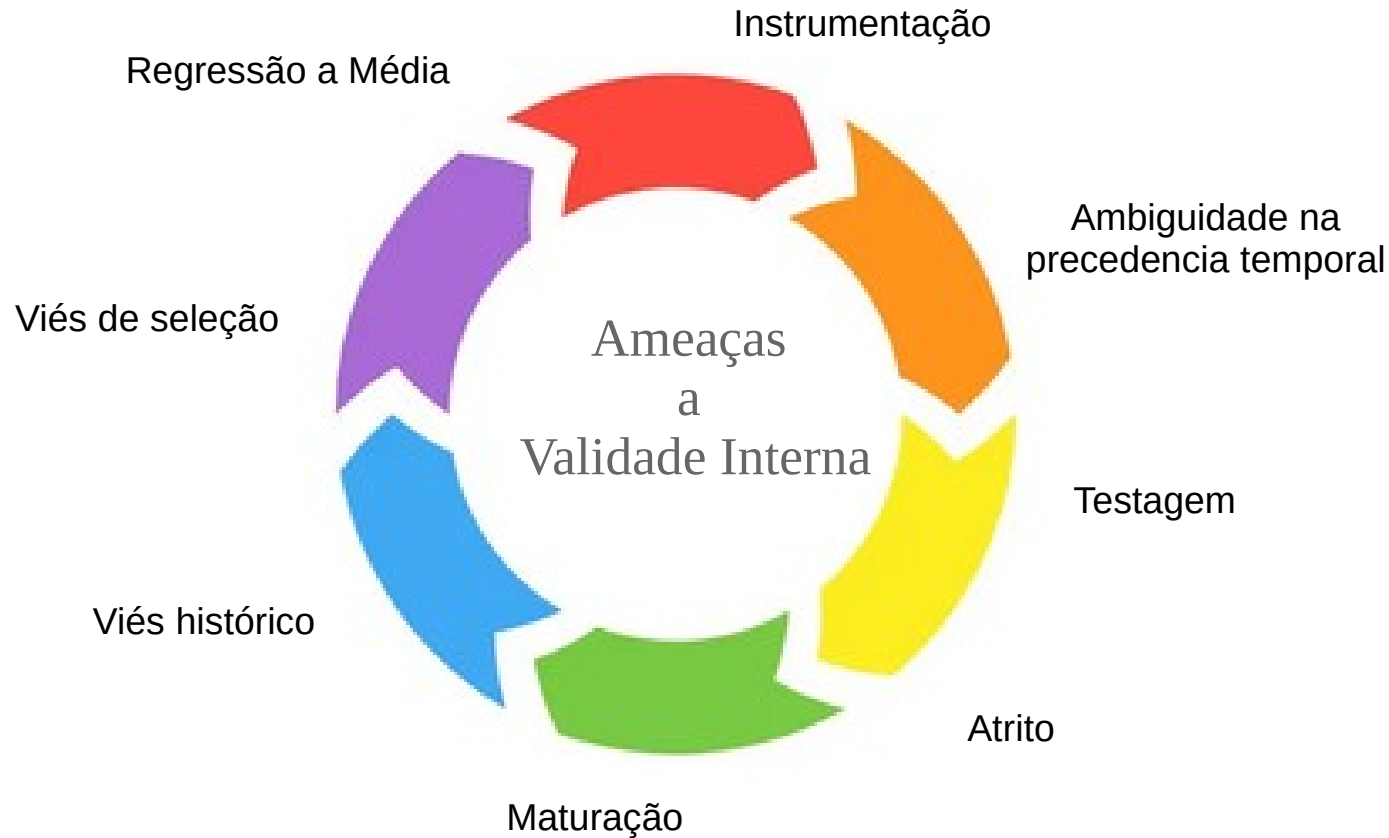 Instrumentação
Regressão a Média
Ambiguidade na
precedencia temporal
Viés de seleção
Ameaças
a
Validade Interna
Testagem
Viés histórico
Atrito
Maturação